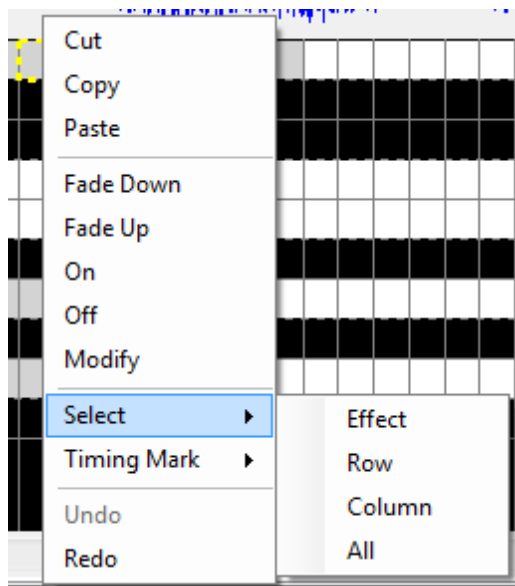 Cut
Copy
Paste
Fade Down
Fade Up
On
Off
Modify
Select
Timing Mark
Undo
Redo
Effect
Row
Column
All